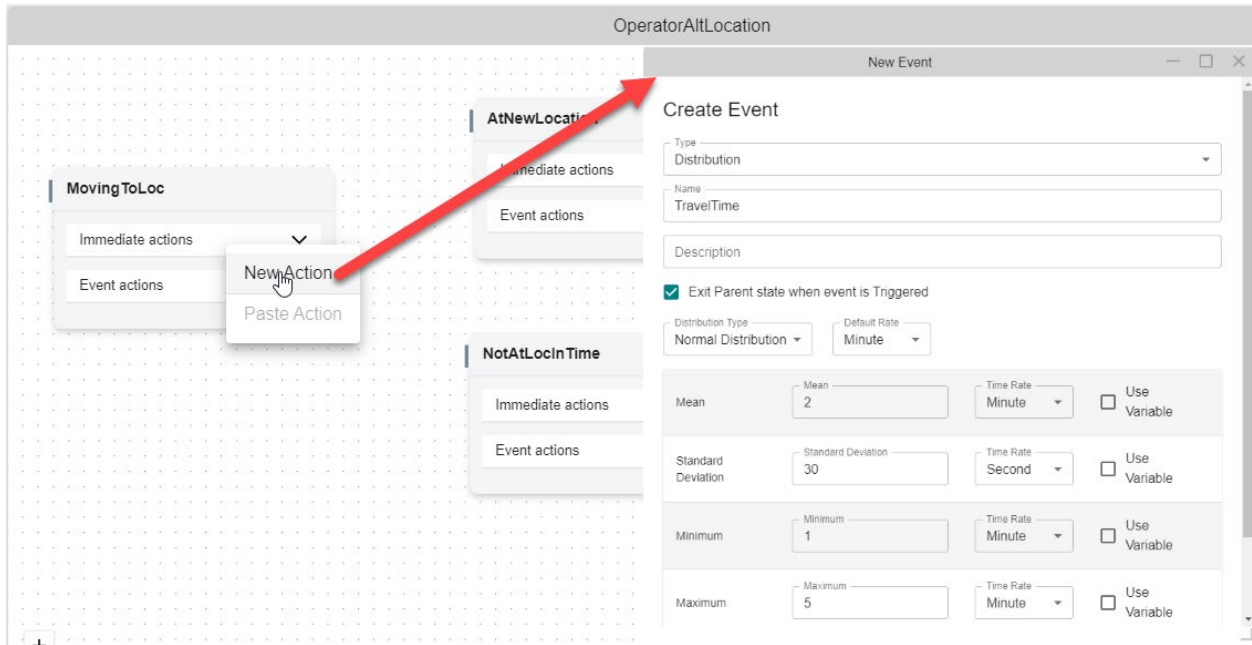 OperatorAltLocation
MovingToLoc
Immediate actions
Event actions
New Action
Paste Action
AtNewLocation
Immediate actions
Event actions
NotAtLocInTime
Immediate actions
Event actions
New Event
Create Event
Type
Distribution
Name
TravelTime
Description
Exit Parent state when event is Triggered
Distribution Type
Normal Distribution
Default Rate
Minute
Mean
Mean
2
Time Rate
Minute
Use
Variable
Standard
Deviation
Standard Deviation
30
Time Rate
Second
Use
Variable
Minimum
Minimum
1
Time Rate
Minute
Use
Variable
Maximum
Maximum
5
Time Rate
Minute
Use
Variable